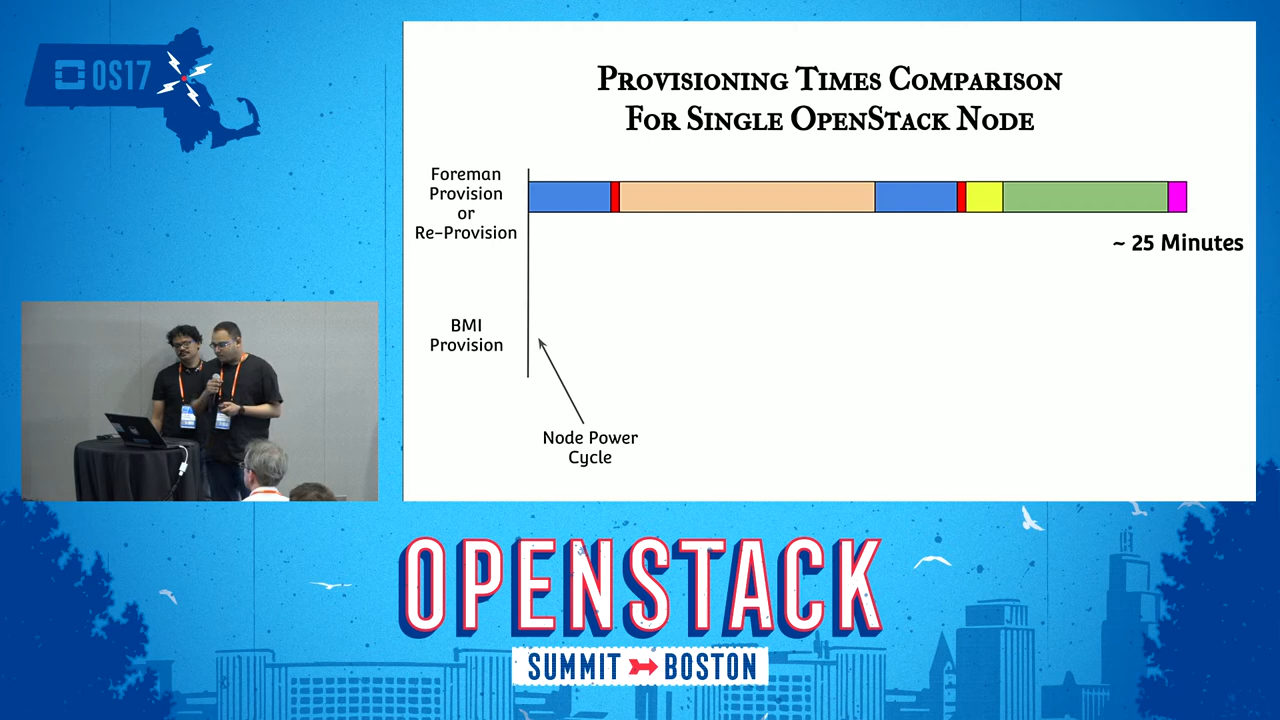 OS17
Provisioning Times Comparison
For Single OpenStack Node
Foreman
Provision
or
Re-Provision
~ 25 Minutes
BMI
Provision
Node Power
Cycle
OPENSTACK
SUMMIT BOSTON